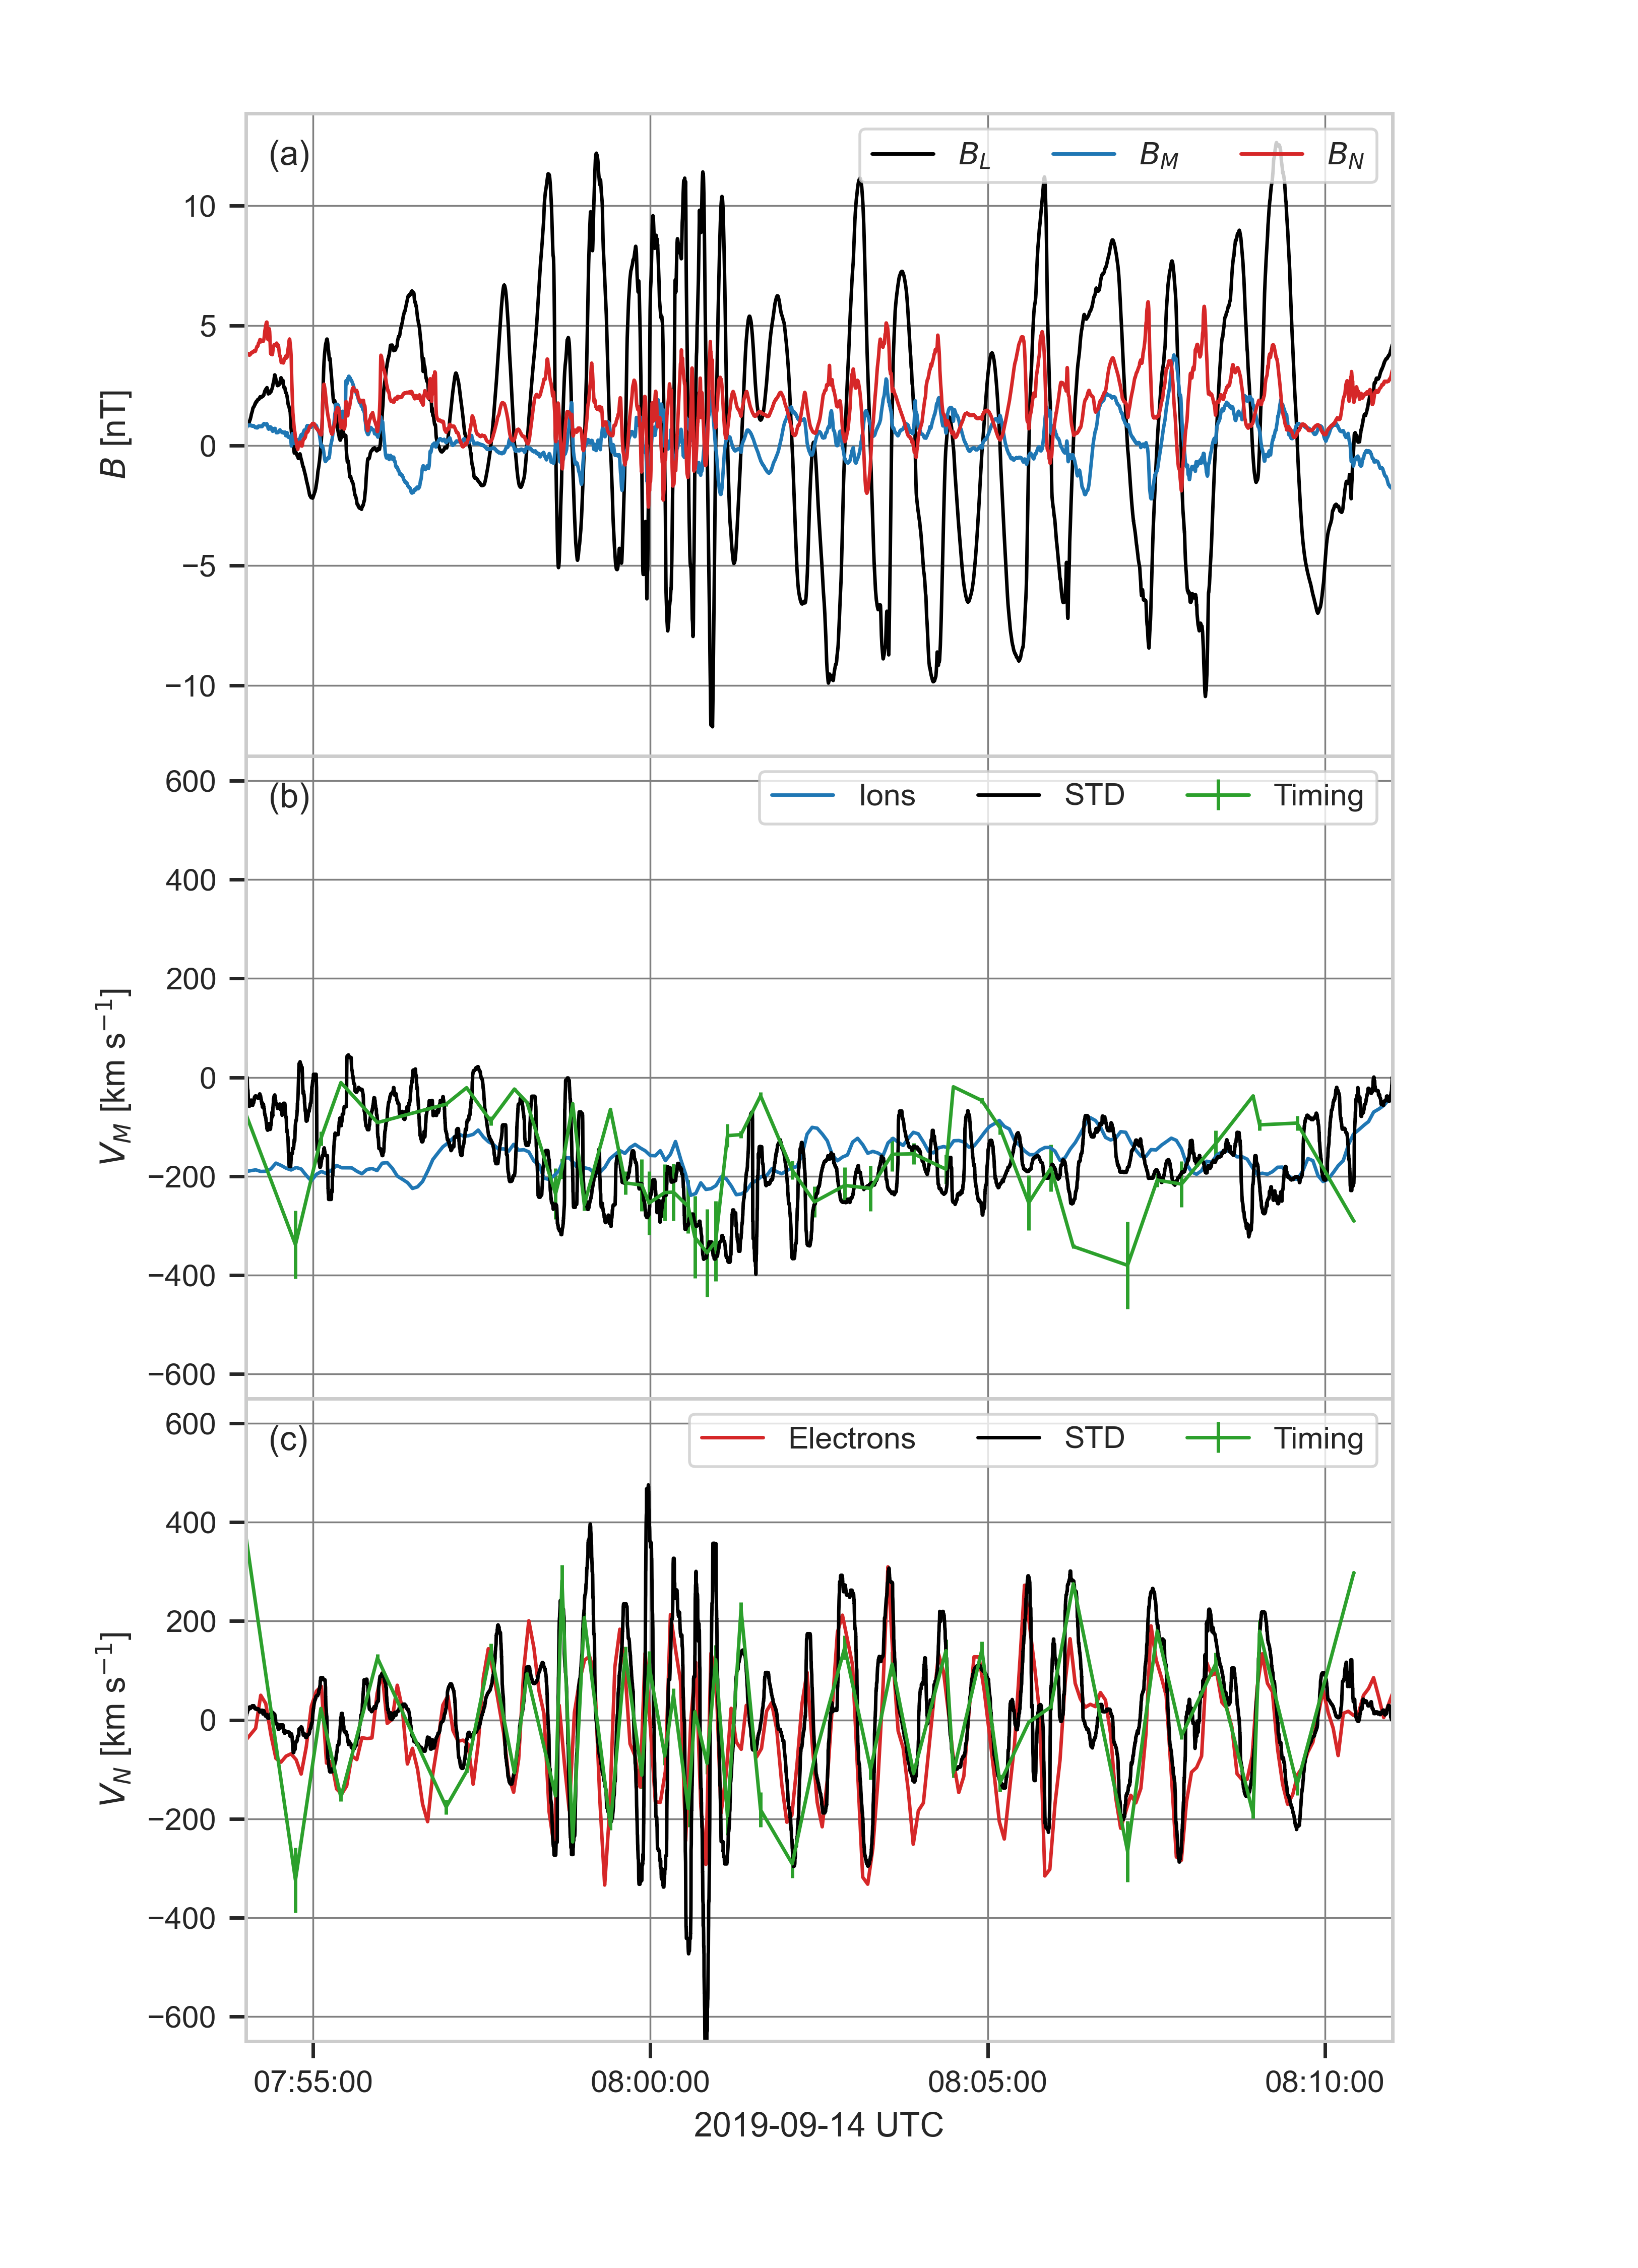 (a)
B_L B_M B_N
10
5
0
−5
−10
B [nT]
(b)
Ions STD Timing
600
400
200
0
−200
−400
−600
V_M [km s⁻¹]
(c)
Electrons STD Timing
600
400
200
0
−200
−400
−600
V_N [km s⁻¹]
07:55:00 08:00:00 08:05:00 08:10:00
2019-09-14 UTC